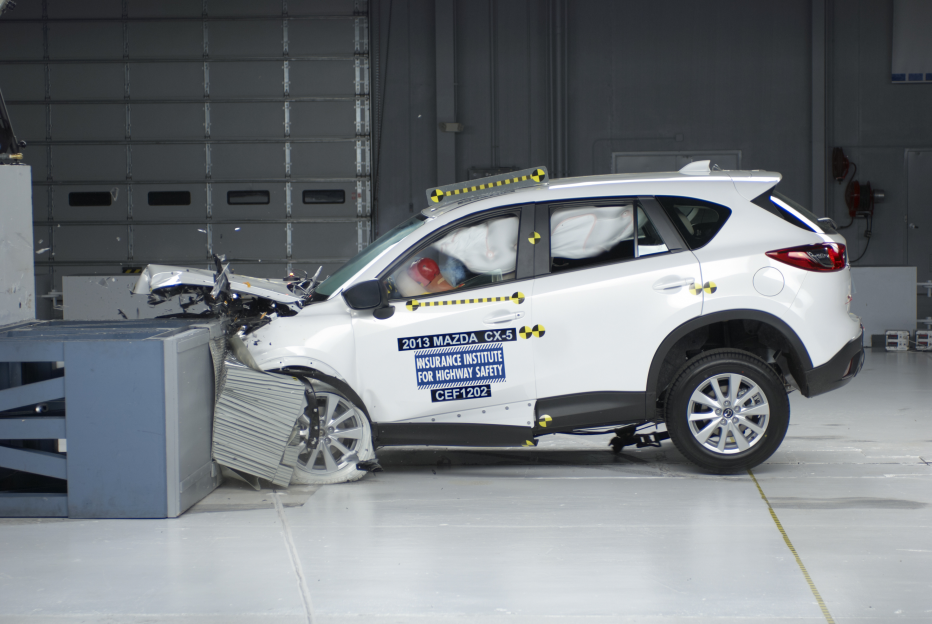 2013 MAZDA CX-5
INSURANCE INSTITUTE
FOR HIGHWAY SAFETY
CEF1202